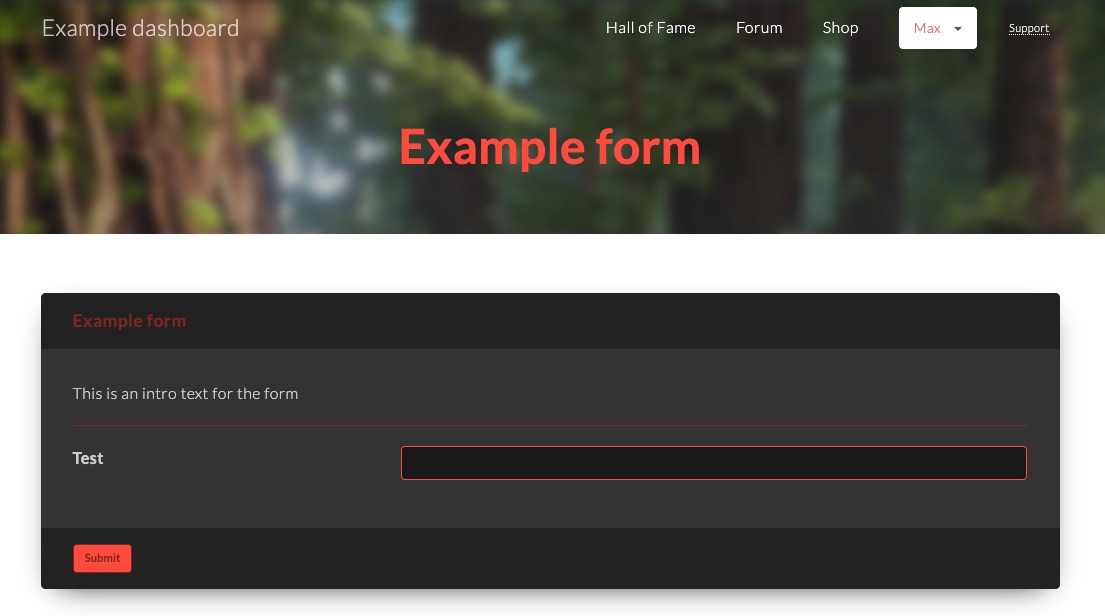 Example dashboard
Hall of Fame
Forum
Shop
Max
Support
Example form
Example form
This is an intro text for the form
Test
Submit